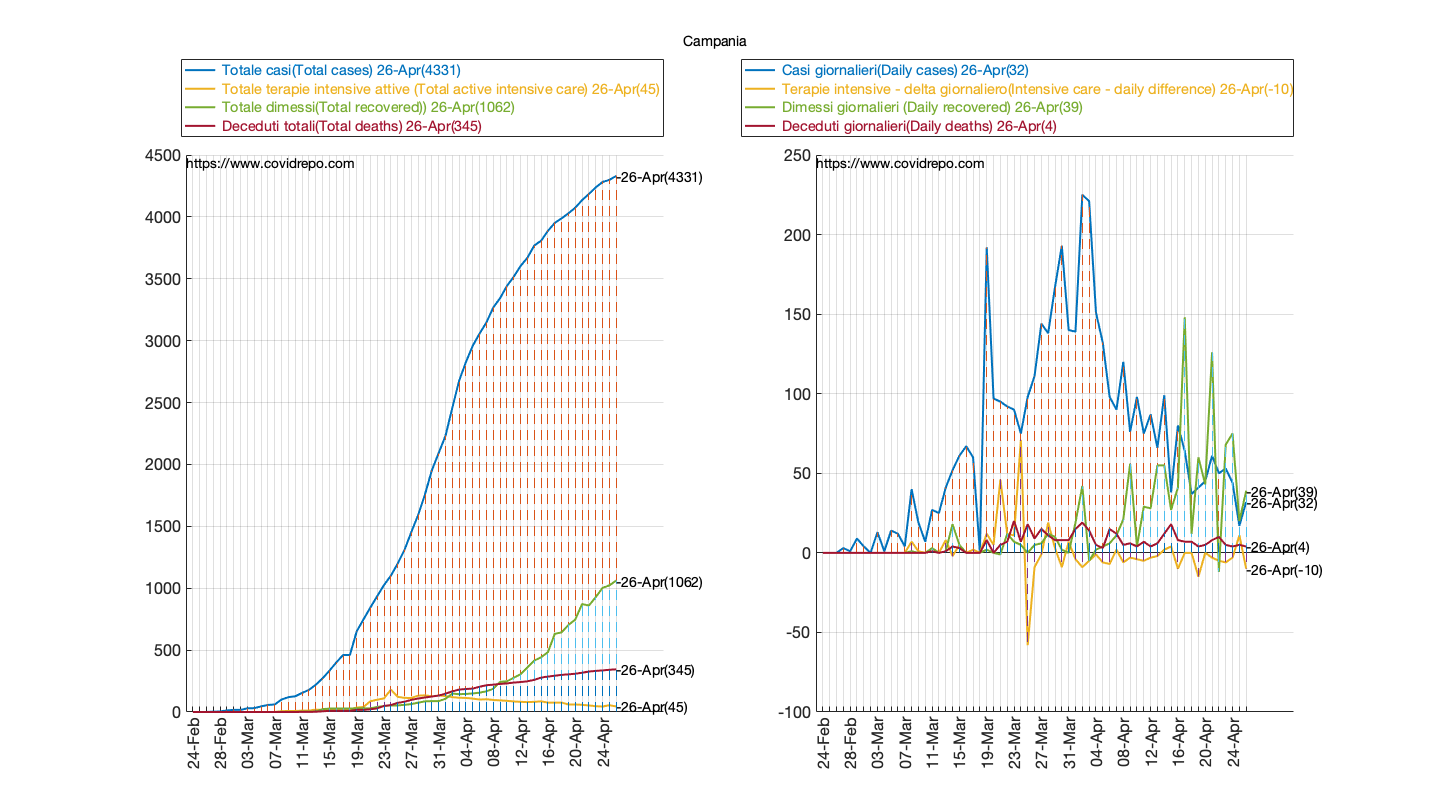 Campania
Totale casi(Total cases) 26-Apr(4331)
Totale terapie intensive attive (Total active intensive care) 26-Apr(45)
Totale dimessi(Total recovered)) 26-Apr(1062)
Deceduti totali(Total deaths) 26-Apr(345)
4500
https://www.covidrepo.com
26-Apr(4331)
4000
3500
3000
2500
2000
1500
1000
26-Apr(1062)
500
26-Apr(345)
0
26-Apr(45)
24-Feb
28-Feb
03-Mar
07-Mar
11-Mar
15-Mar
19-Mar
23-Mar
27-Mar
31-Mar
04-Apr
08-Apr
12-Apr
16-Apr
20-Apr
24-Apr
Casi giornalieri(Daily cases) 26-Apr(32)
Terapie intensive - delta giornaliero(Intensive care - daily difference) 26-Apr(-10)
Dimessi giornalieri (Daily recovered) 26-Apr(39)
Deceduti giornalieri(Daily deaths) 26-Apr(4)
250
https://www.covidrepo.com
200
150
100
50
26-Apr(39)
26-Apr(32)
0
26-Apr(4)
26-Apr(-10)
-50
-100
24-Feb
28-Feb
03-Mar
07-Mar
11-Mar
15-Mar
19-Mar
23-Mar
27-Mar
31-Mar
04-Apr
08-Apr
12-Apr
16-Apr
20-Apr
24-Apr